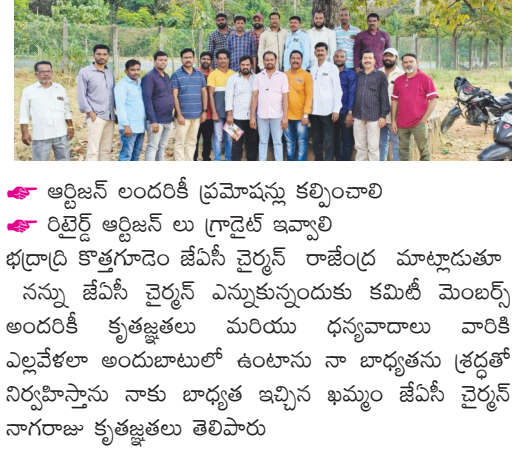 ☞ ఆర్టిజన్ లందరికీ ప్రమోషన్లు కల్పించాలి
☞ రిటైర్డ్ ఆర్టిజన్ లు గ్రాడైట్ ఇవ్వాలి
భద్రాద్రి కొత్తగూడెం జేఏసీ చైర్మన్ రాజేంద్ర మాట్లాడుతూ
నన్ను జేఏసీ చైర్మన్ ఎన్నుకున్నందుకు కమిటీ మెంబర్స్
అందరికీ కృతజ్ఞతలు మరియు ధన్యవాదాలు వారికి
ఎల్లవేళలా అందుబాటులో ఉంటాను నా బాధ్యతను శ్రద్ధతో
నిర్వహిస్తాను నాకు బాధ్యత ఇచ్చిన ఖమ్మం జేఏసీ చైర్మన్
నాగరాజు కృతజ్ఞతలు తెలిపారు